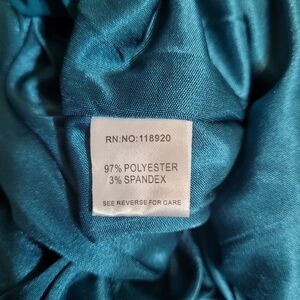 RN:NO:118920
97% POLYESTER
3% SPANDEX
SEE REVERSE FOR CARE